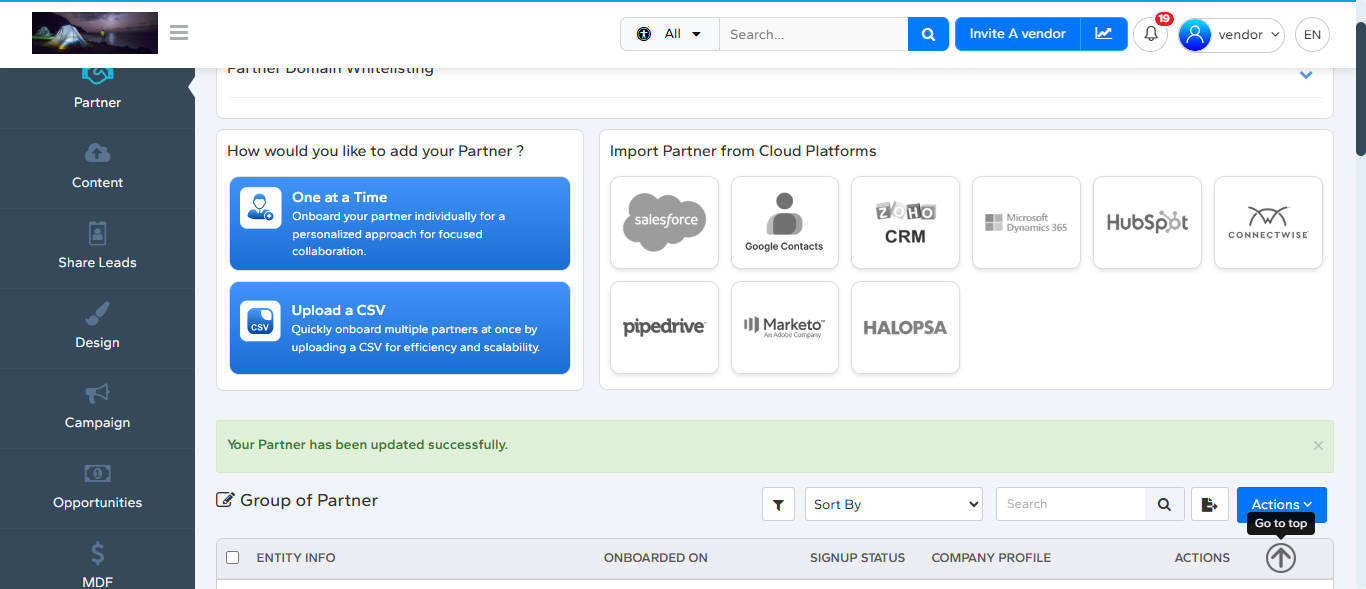 All
Search...
Invite A vendor
19
vendor
EN
Partner
Content
Share Leads
Design
Campaign
Opportunities
MDF
Partner Domain Whitelisting
How would you like to add your Partner ?
One at a Time
Onboard your partner individually for a
personalized approach for focused
collaboration.
CSV
Upload a CSV
Quickly onboard multiple partners at once by
uploading a CSV for efficiency and scalability.
Import Partner from Cloud Platforms
salesforce
Google Contacts
ZOHO
CRM
Microsoft
Dynamics 365
HubSpot
CONNECTWISE
pipedrive
Marketo™
An Adobe Company
HALOPSA
Your Partner has been updated successfully.
×
Group of Partner
Sort By
Search
Actions
Go to top
ENTITY INFO
ONBOARDED ON
SIGNUP STATUS
COMPANY PROFILE
ACTIONS